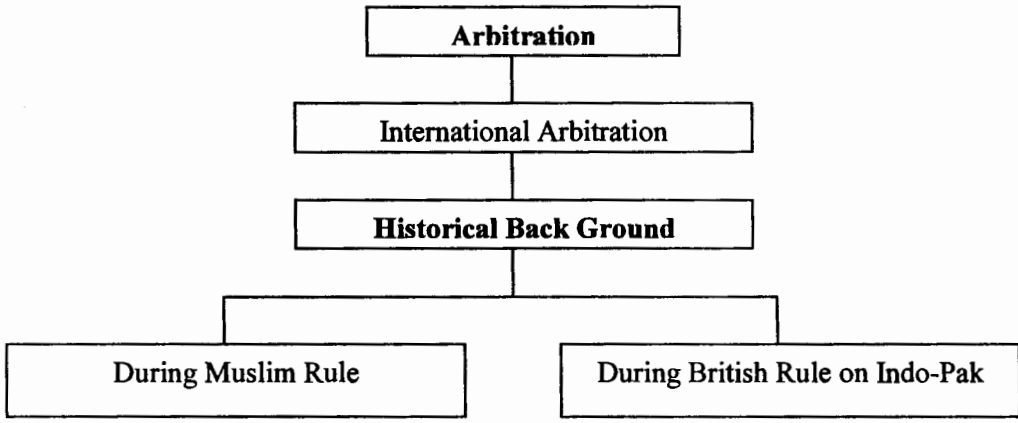 Arbitration
International Arbitration
Historical Back Ground
During Muslim Rule
During British Rule on Indo-Pak